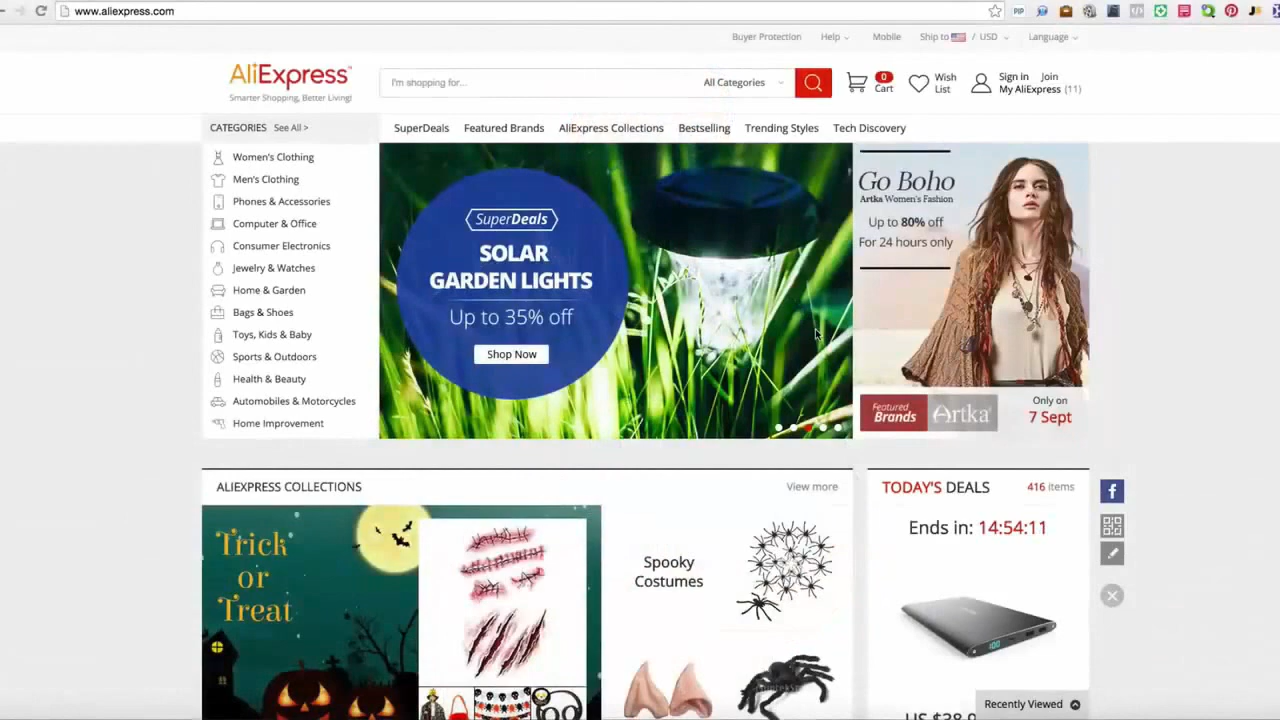 www.aliexpress.com
Buyer Protection Help Mobile Ship to / USD Language
AliExpress™
Smarter Shopping, Better Living!
I'm shopping for... All Categories
0
Cart
Wish
List
Sign in Join
My AliExpress (11)
CATEGORIES See All >
SuperDeals Featured Brands AliExpress Collections Bestselling Trending Styles Tech Discovery
Women's Clothing
Men's Clothing
Phones & Accessories
Computer & Office
Consumer Electronics
Jewelry & Watches
Home & Garden
Bags & Shoes
Toys, Kids & Baby
Sports & Outdoors
Health & Beauty
Automobiles & Motorcycles
Home Improvement
SuperDeals
SOLAR
GARDEN LIGHTS
Up to 35% off
Shop Now
Go Boho
Artka Women's Fashion
Up to 80% off
For 24 hours only
Featured
Brands
Artka
Only on
7 Sept
ALIEXPRESS COLLECTIONS View more
Trick
or
Treat
Spooky
Costumes
TODAY'S DEALS 416 items
Ends in: 14:54:11
Recently Viewed